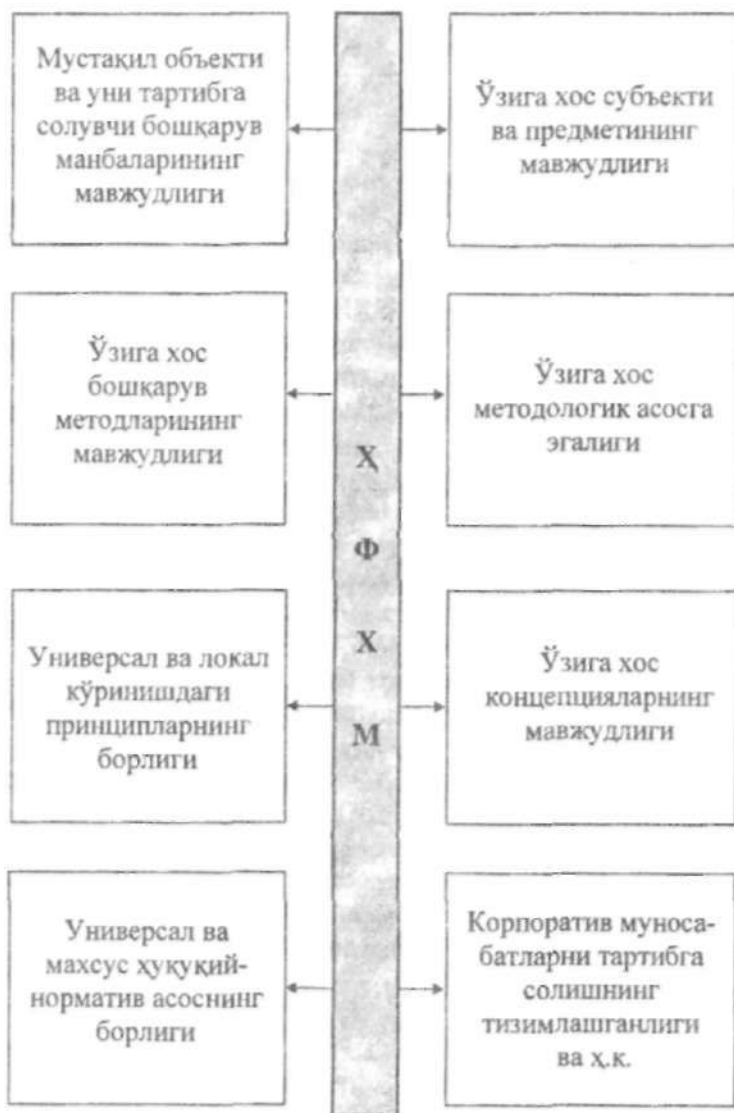 Мустақил объекти
ва уни тартибга
солувчи бошқарув
манбаларининг
мавжудлиги
Ўзига хос субъекти
ва предметининг
мавжудлиги
Ўзига хос
бошқарув
методларининг
мавжудлиги
Ўзига хос
методологик асосга
эгалиги
Ҳ
Ф
Х
М
Универсал ва локал
кўринишдаги
принципларнинг
борлиги
Ўзига хос
концепцияларнинг
мавжудлиги
Универсал ва
махсус ҳуқуқий-
норматив асоснинг
борлиги
Корпоратив муноса-
батларни тартибга
солишнинг
тизимлашганлиги
ва ҳ.к.